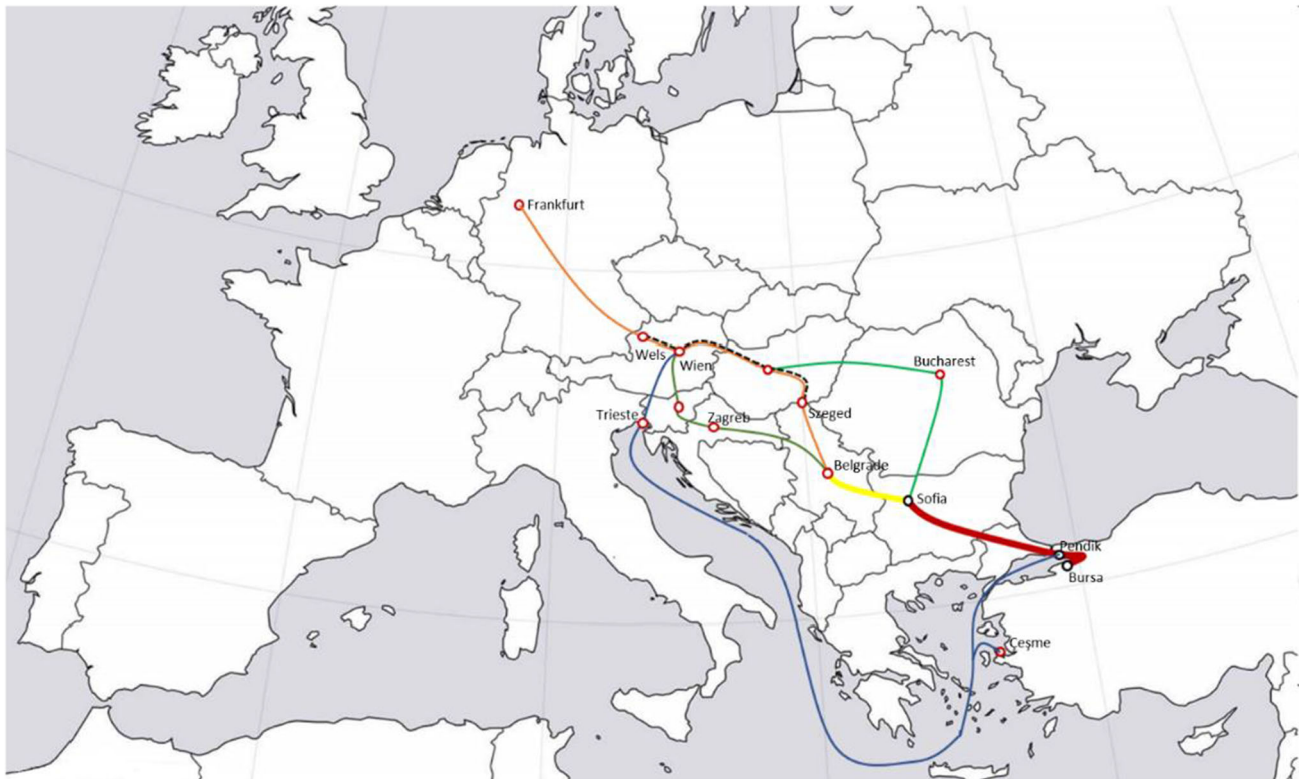 Frankfurt
Wels
Wien
Bucharest
Trieste
Zagreb
Szeged
Belgrade
Sofia
Pendik
Bursa
Çeşme